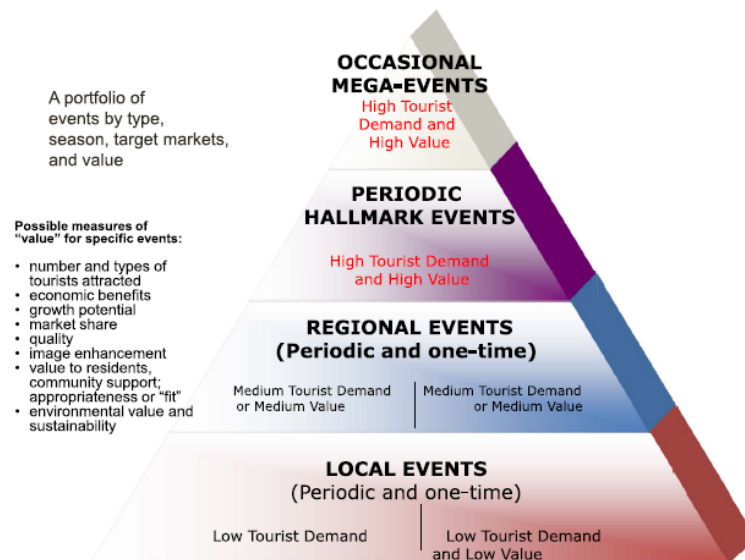 A portfolio of
events by type,
season, target markets,
and value
Possible measures of
“value” for specific events:
• number and types of
tourists attracted
• economic benefits
• growth potential
• market share
• quality
• image enhancement
• value to residents,
community support;
appropriateness or “fit”
• environmental value and
sustainability
OCCASIONAL
MEGA-EVENTS
High Tourist
Demand and
High Value
PERIODIC
HALLMARK EVENTS
High Tourist Demand
and High Value
REGIONAL EVENTS
(Periodic and one-time)
Medium Tourist Demand
or Medium Value
Medium Tourist Demand
or Medium Value
LOCAL EVENTS
(Periodic and one-time)
Low Tourist Demand
Low Tourist Demand
and Low Value